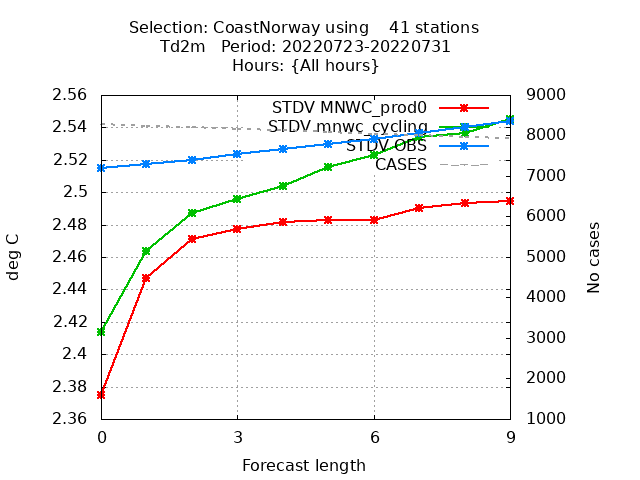 Selection: CoastNorway using    41 stations
Td2m   Period: 20220723-20220731
Hours: {All hours}
STDV MNWC_prod0
STDV mnwc_cycling
STDV OBS
CASES
2.56
2.54
2.52
2.5
2.48
2.46
2.44
2.42
2.4
2.38
2.36
9000
8000
7000
6000
5000
4000
3000
2000
1000
deg C
No cases
0 3 6 9
Forecast length